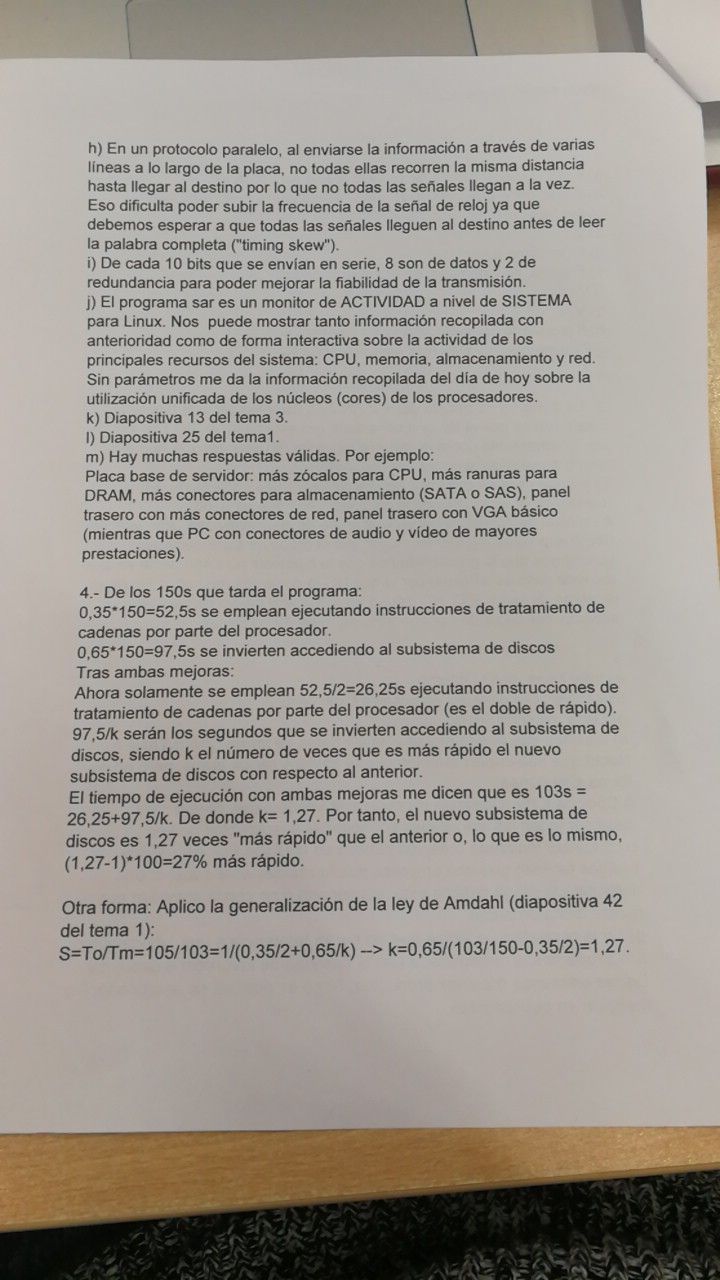 h) En un protocolo paralelo, al enviarse la información a través de varias
líneas a lo largo de la placa, no todas ellas recorren la misma distancia
hasta llegar al destino por lo que no todas las señales llegan a la vez.
Eso dificulta poder subir la frecuencia de la señal de reloj ya que
debemos esperar a que todas las señales lleguen al destino antes de leer
la palabra completa ("timing skew").
i) De cada 10 bits que se envían en serie, 8 son de datos y 2 de
redundancia para poder mejorar la fiabilidad de la transmisión.
j) El programa sar es un monitor de ACTIVIDAD a nivel de SISTEMA
para Linux. Nos puede mostrar tanto información recopilada con
anterioridad como de forma interactiva sobre la actividad de los
principales recursos del sistema: CPU, memoria, almacenamiento y red.
Sin parámetros me da la información recopilada del día de hoy sobre la
utilización unificada de los núcleos (cores) de los procesadores.
k) Diapositiva 13 del tema 3.
l) Diapositiva 25 del tema1.
m) Hay muchas respuestas válidas. Por ejemplo:
Placa base de servidor: más zócalos para CPU, más ranuras para
DRAM, más conectores para almacenamiento (SATA o SAS), panel
trasero con más conectores de red, panel trasero con VGA básico
(mientras que PC con conectores de audio y vídeo de mayores
prestaciones).
4.- De los 150s que tarda el programa:
0,35*150=52,5s se emplean ejecutando instrucciones de tratamiento de
cadenas por parte del procesador.
0,65*150=97,5s se invierten accediendo al subsistema de discos
Tras ambas mejoras:
Ahora solamente se emplean 52,5/2=26,25s ejecutando instrucciones de
tratamiento de cadenas por parte del procesador (es el doble de rápido).
97,5/k serán los segundos que se invierten accediendo al subsistema de
discos, siendo k el número de veces que es más rápido el nuevo
subsistema de discos con respecto al anterior.
El tiempo de ejecución con ambas mejoras me dicen que es 103s =
26,25+97,5/k. De donde k= 1,27. Por tanto, el nuevo subsistema de
discos es 1,27 veces "más rápido" que el anterior o, lo que es lo mismo,
(1,27-1)*100=27% más rápido.
Otra forma: Aplico la generalización de la ley de Amdahl (diapositiva 42
del tema 1):
S=To/Tm=105/103=1/(0,35/2+0,65/k) --> k=0,65/(103/150-0,35/2)=1,27.